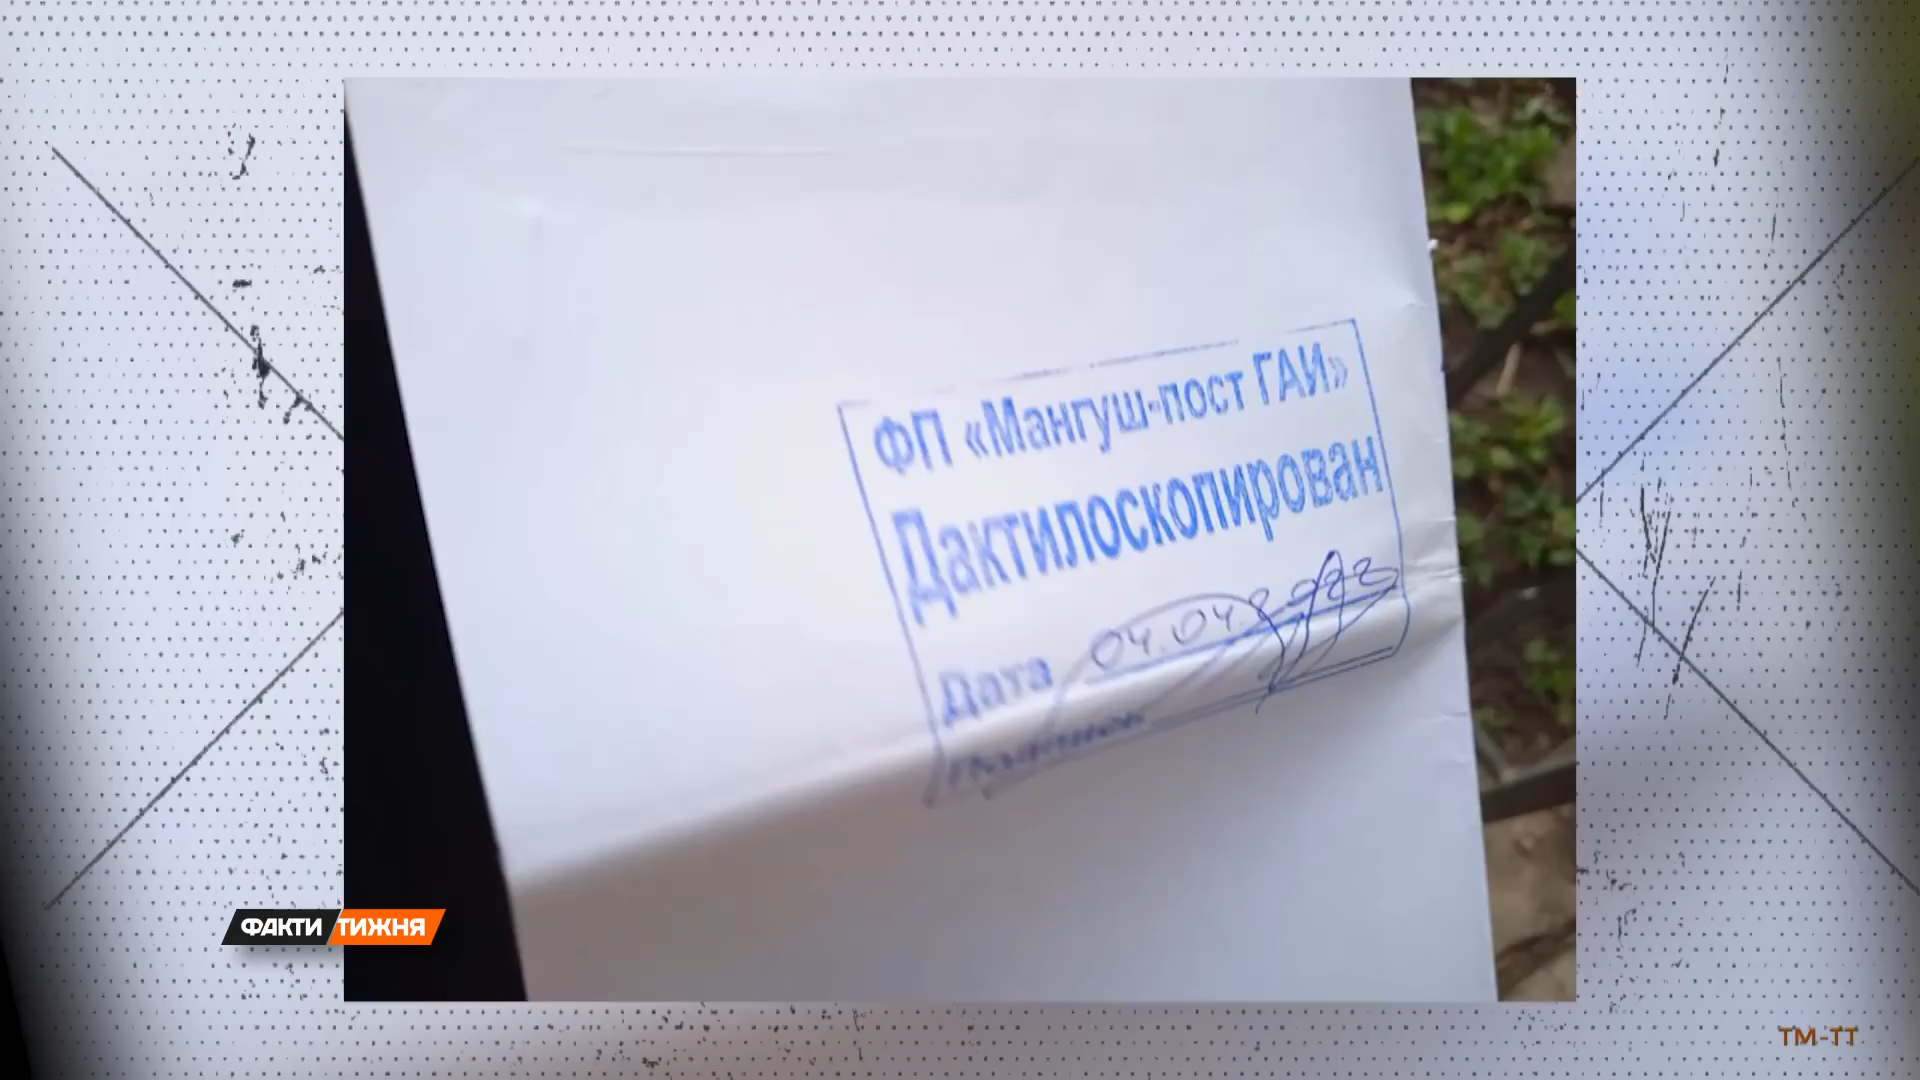 ФП «Мангуш-пост ГАИ»
Дактилоскопирован
Дата 04.04.2022
ФАКТИ ТИЖНЯ
ТМ-ТТ